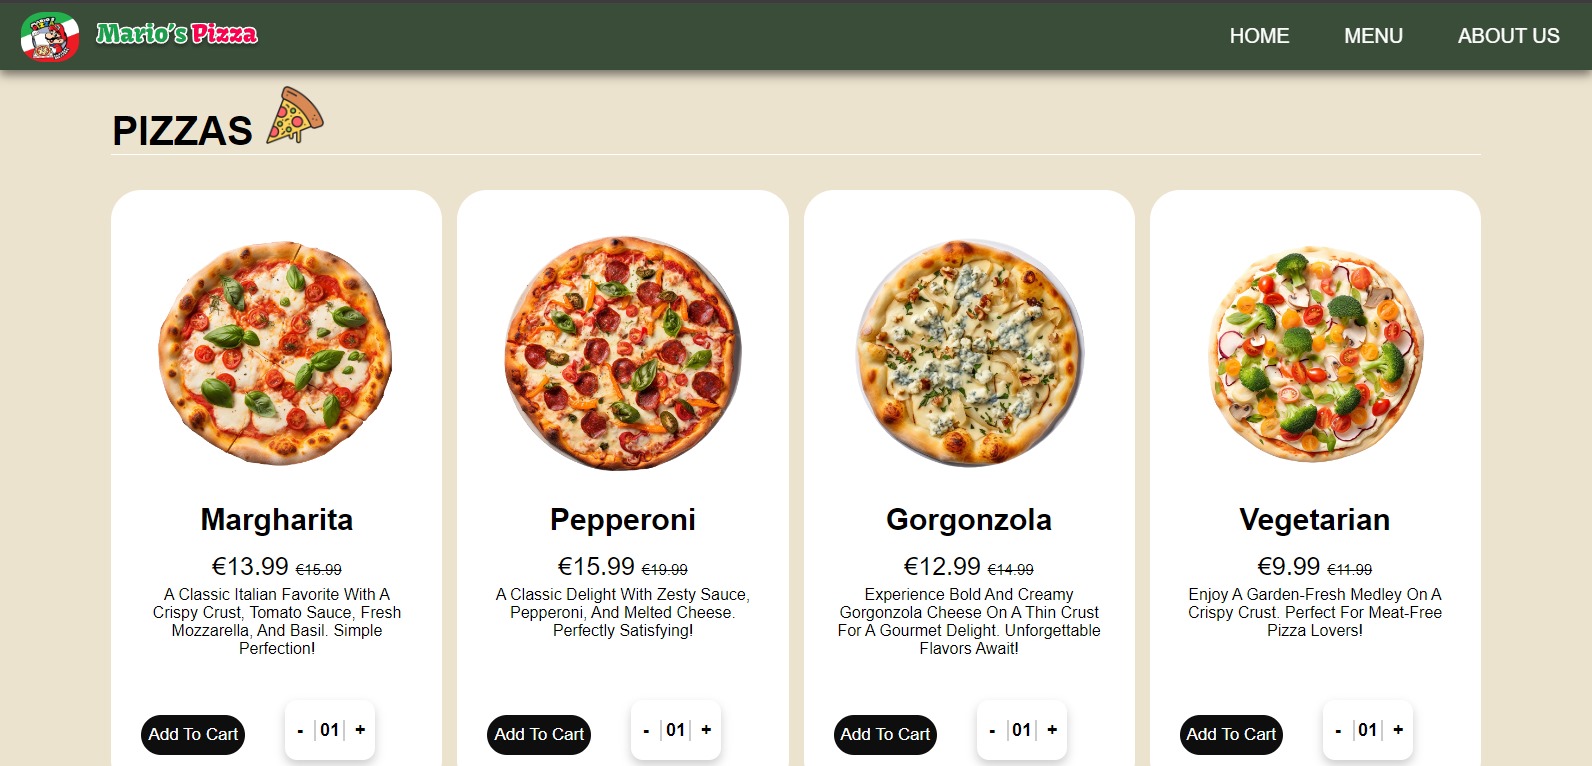 Mario's Pizza
HOME
MENU
ABOUT US
PIZZAS
Margharita
€13.99 €15.99
A Classic Italian Favorite With A
Crispy Crust, Tomato Sauce, Fresh
Mozzarella, And Basil. Simple
Perfection!
Add To Cart
- 01 +
Pepperoni
€15.99 €19.99
A Classic Delight With Zesty Sauce,
Pepperoni, And Melted Cheese.
Perfectly Satisfying!
Add To Cart
- 01 +
Gorgonzola
€12.99 €14.99
Experience Bold And Creamy
Gorgonzola Cheese On A Thin Crust
For A Gourmet Delight. Unforgettable
Flavors Await!
Add To Cart
- 01 +
Vegetarian
€9.99 €11.99
Enjoy A Garden-Fresh Medley On A
Crispy Crust. Perfect For Meat-Free
Pizza Lovers!
Add To Cart
- 01 +